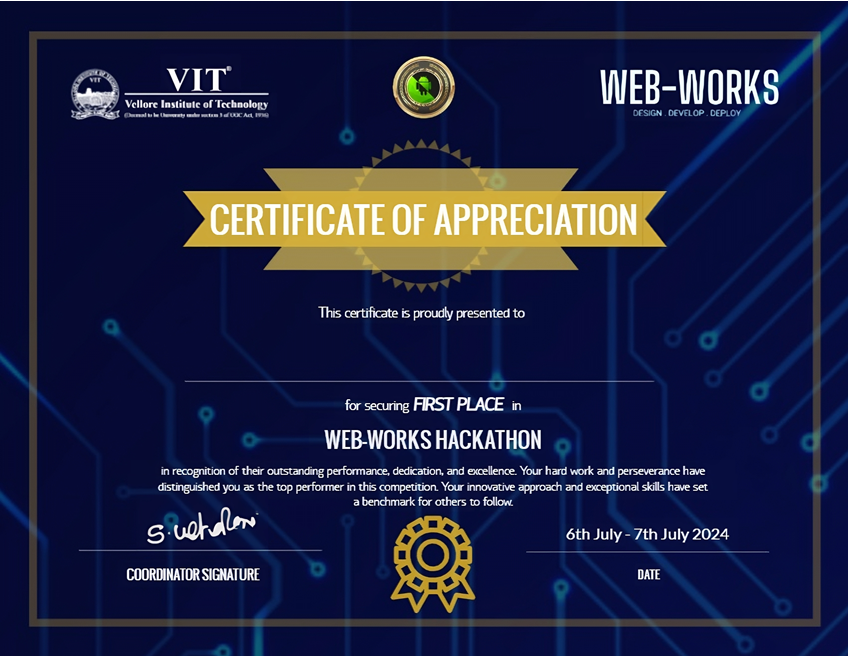 VIT®
Vellore Institute of Technology
(Deemed to be University under section 3 of UGC Act, 1956)
WEB-WORKS
DESIGN . DEVELOP . DEPLOY
CERTIFICATE OF APPRECIATION
This certificate is proudly presented to
for securing FIRST PLACE in
WEB-WORKS HACKATHON
in recognition of their outstanding performance, dedication, and excellence. Your hard work and perseverance have
distinguished you as the top performer in this competition. Your innovative approach and exceptional skills have set
a benchmark for others to follow.
6th July - 7th July 2024
COORDINATOR SIGNATURE
DATE